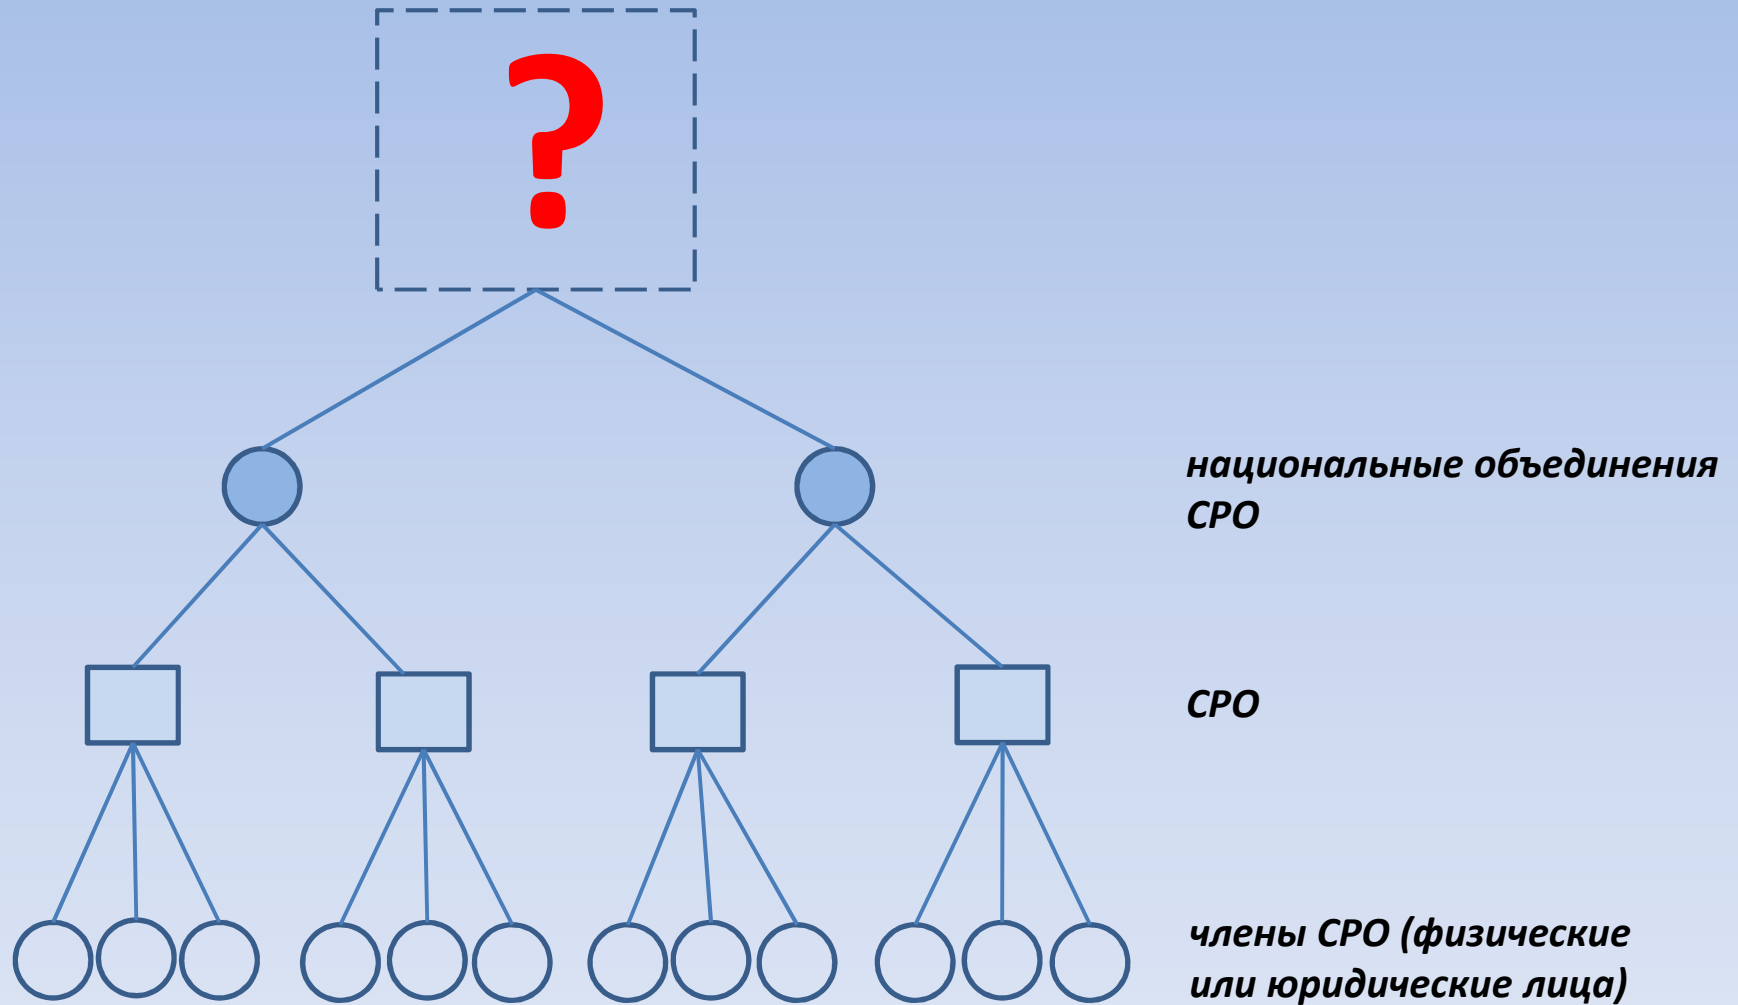 ?
национальные объединения
СРО
СРО
члены СРО (физические
или юридические лица)